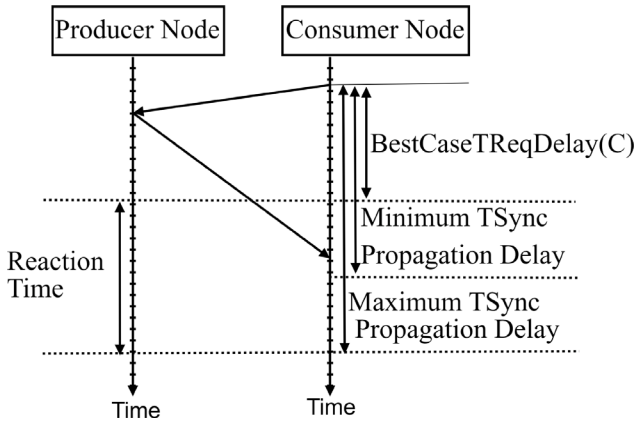 Producer Node
Consumer Node
BestCaseTReqDelay(C)
Minimum TSync
Propagation Delay
Reaction
Time
Maximum TSync
Propagation Delay
Time
Time